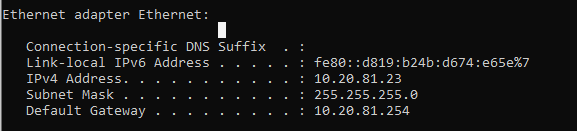 Ethernet adapter Ethernet:
Connection-specific DNS Suffix  . :
Link-local IPv6 Address . . . . . : fe80::d819:b24b:d674:e65e%7
IPv4 Address. . . . . . . . . . . : 10.20.81.23
Subnet Mask . . . . . . . . . . . : 255.255.255.0
Default Gateway . . . . . . . . . : 10.20.81.254